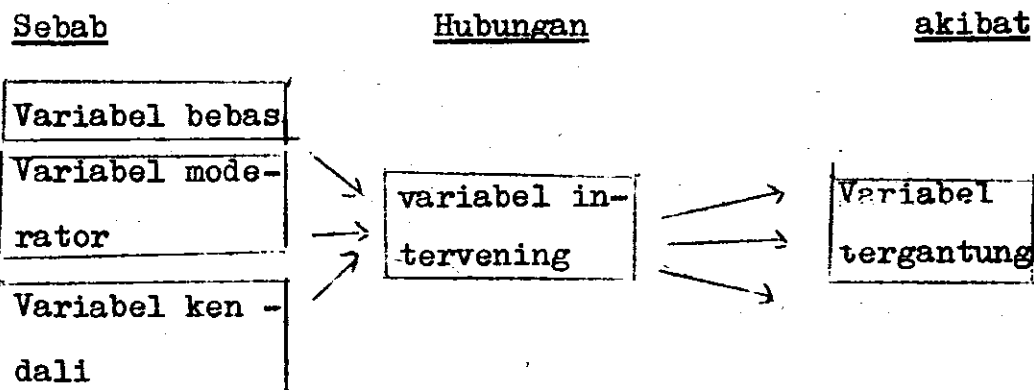 Sebab Hubungan akibat
Variabel bebas
Variabel mode-
rator
variabel in-
tervening
Variabel
tergantung
Variabel ken -
dali